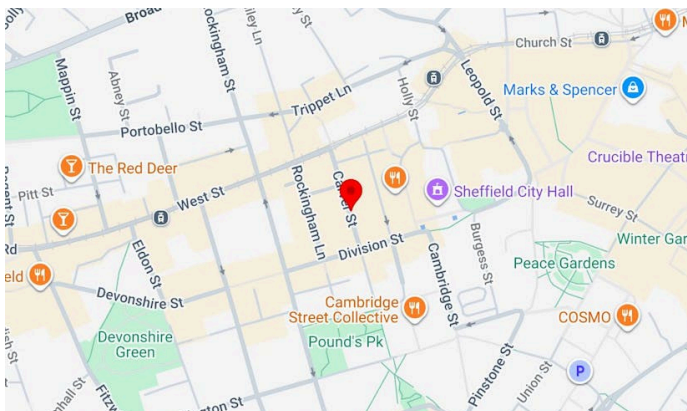 Broad
Rockingham St
Church St
Mappin St
Abney St
Trippet Ln
Holly St
Leopold St
Marks & Spencer
Portobello St
The Red Deer
Crucible Theat
Pitt St
West St
Rockingham Ln
Sheffield City Hall
Surrey St
Rd
Eldon St
Division St
Cambridge St
Burgess St
Winter Gar
Peace Gardens
eld
Devonshire St
Cambridge
Street Collective
COSMO
Devonshire
Green
Pound's Pk
Pinstone St
Union St
P